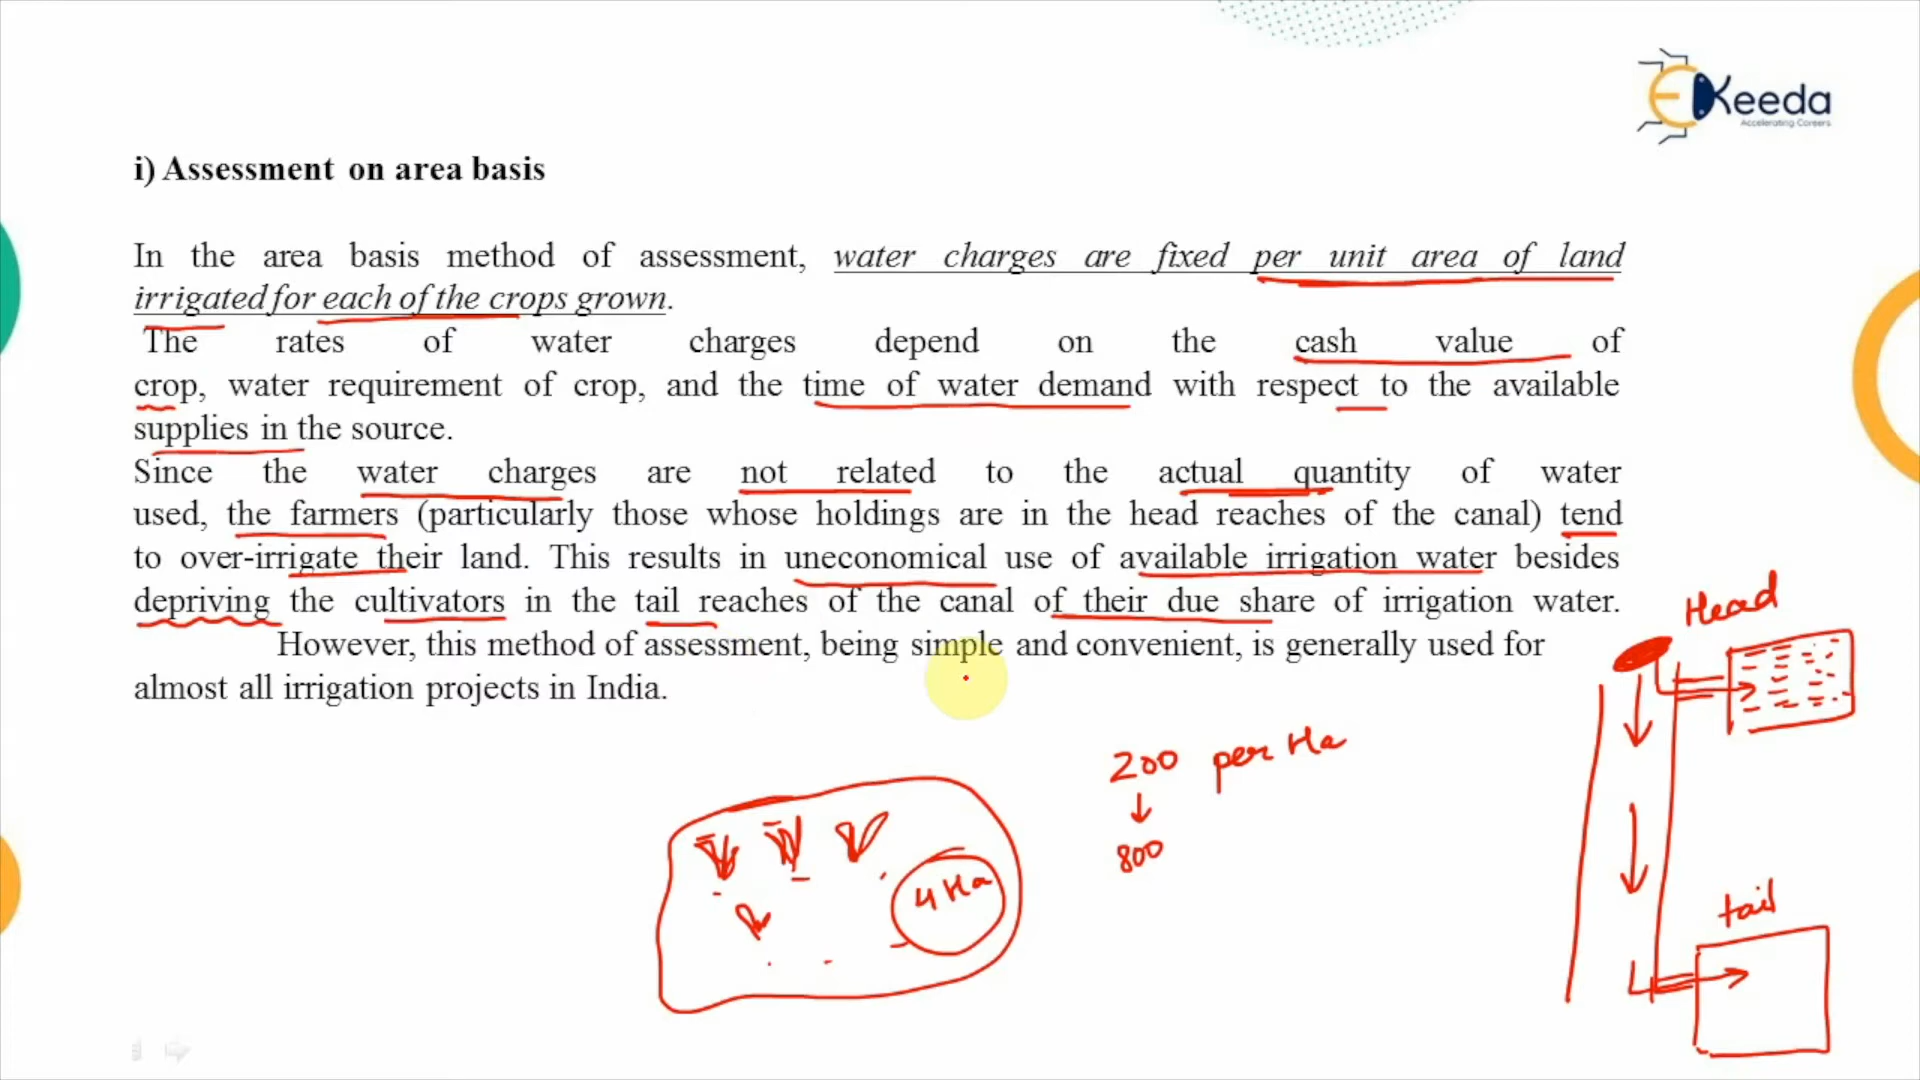 EKeeda
Accelerating Careers
i) Assessment on area basis
In the area basis method of assessment, water charges are fixed per unit area of land
irrigated for each of the crops grown.
The rates of water charges depend on the cash value of
crop, water requirement of crop, and the time of water demand with respect to the available
supplies in the source.
Since the water charges are not related to the actual quantity of water
used, the farmers (particularly those whose holdings are in the head reaches of the canal) tend
to over-irrigate their land. This results in uneconomical use of available irrigation water besides
depriving the cultivators in the tail reaches of the canal of their due share of irrigation water.
However, this method of assessment, being simple and convenient, is generally used for
almost all irrigation projects in India.
Head
200 per Ha
800
4 Ha
tail